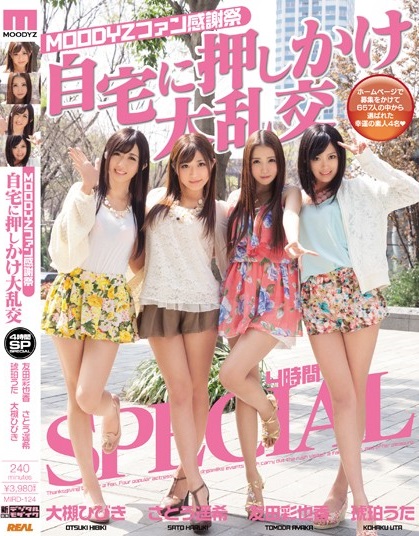 MOODYZ
MOODYZファン感謝祭
自宅に押しかけ大乱交
4時間
SP
SPECIAL
友田彩也香 さとう遥希
琥珀うた 大槻ひびき
240
minutes
¥3,980
MIRD-124
REAL
MOODYZファン感謝祭
自宅に押しかけ
大乱交
ホームページで
募集をかけて
657人の中から
選ばれた
幸運の素人4名♥
4時間
SPECIAL
大槻ひびき
OTSUKI HIBIKI
さとう遥希
SATO HARUKI
友田彩也香
TOMODA AYAKA
琥珀うた
KOHAKU UTA